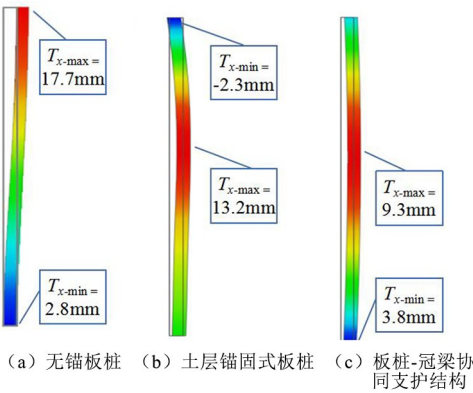 Tx-max=
17.7mm
Tx-min=
2.8mm
Tx-min=
-2.3mm
Tx-max=
13.2mm
Tx-max=
9.3mm
Tx-min=
3.8mm
（a）无锚板桩
（b）土层锚固式板桩
（c）板桩-冠梁协
同支护结构